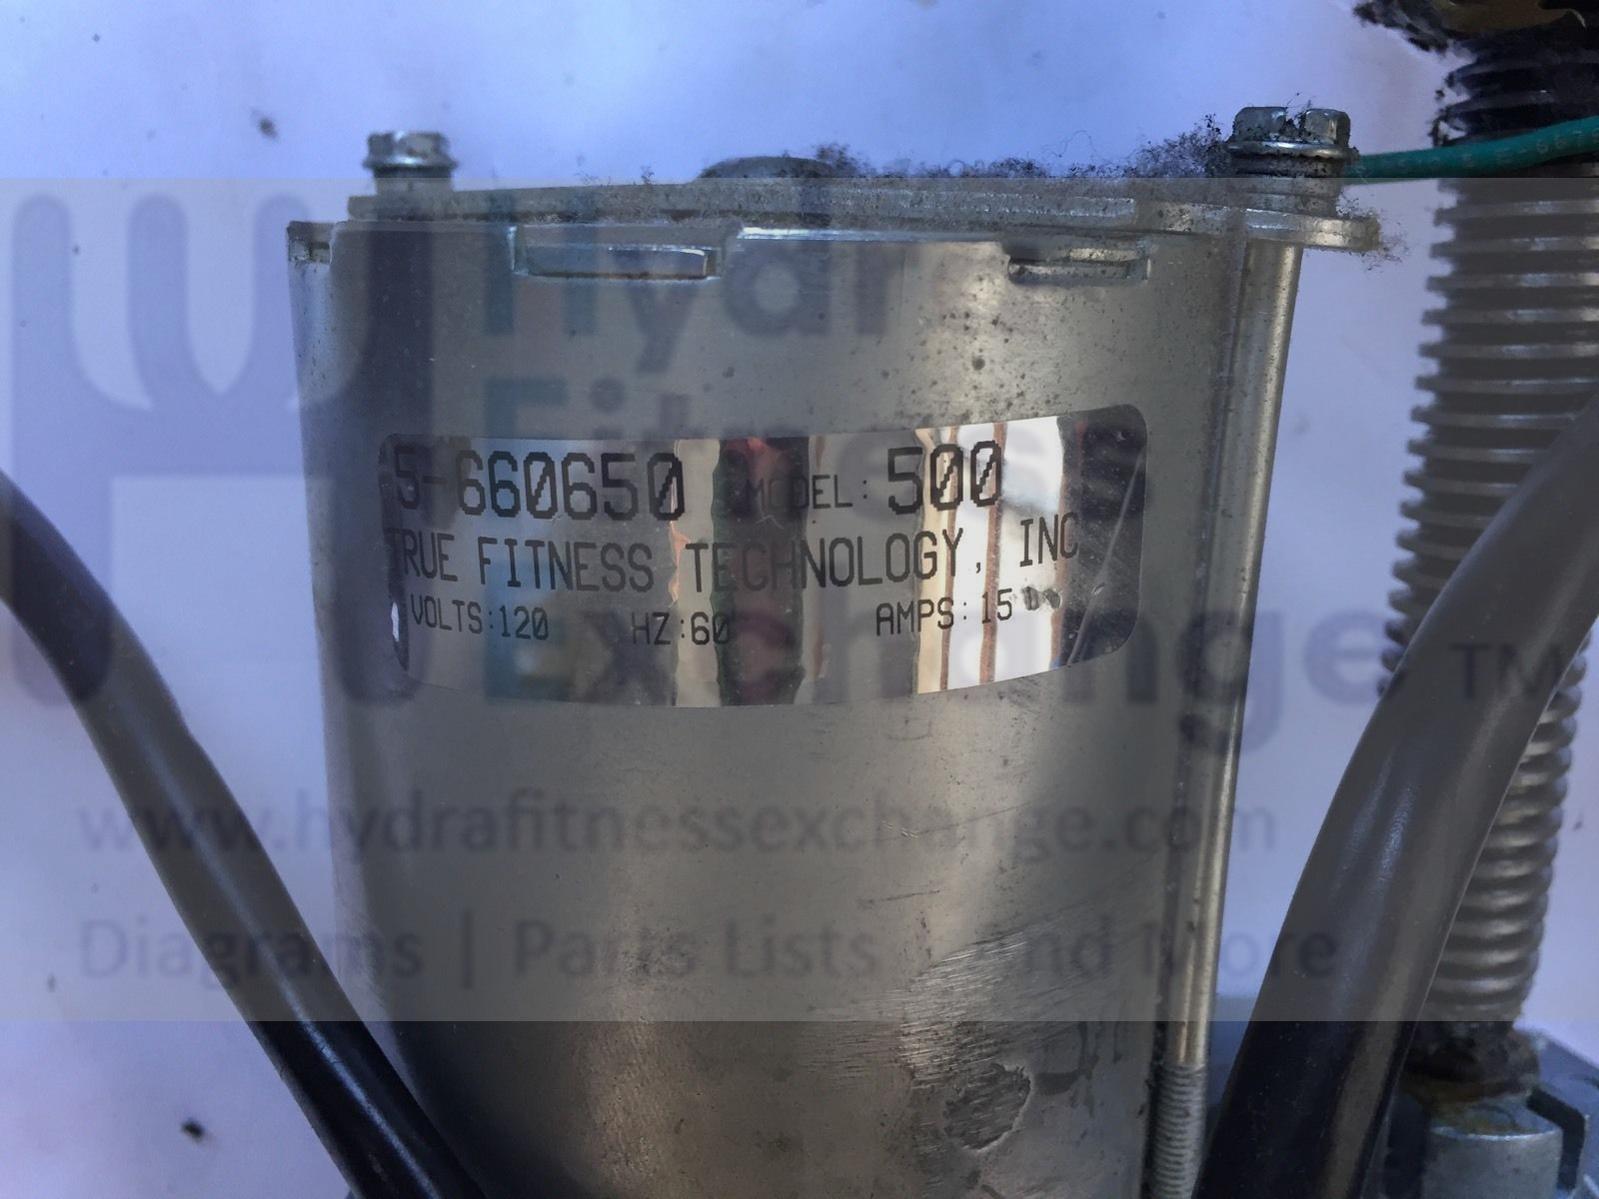 5-660650 MODEL: 500
TRUE FITNESS TECHNOLOGY, INC
VOLTS:120 HZ:60 AMPS:15
Hydra
Fitness
Exchange TM
www.hydrafitnessexchange.com
Diagrams | Parts Lists | and More